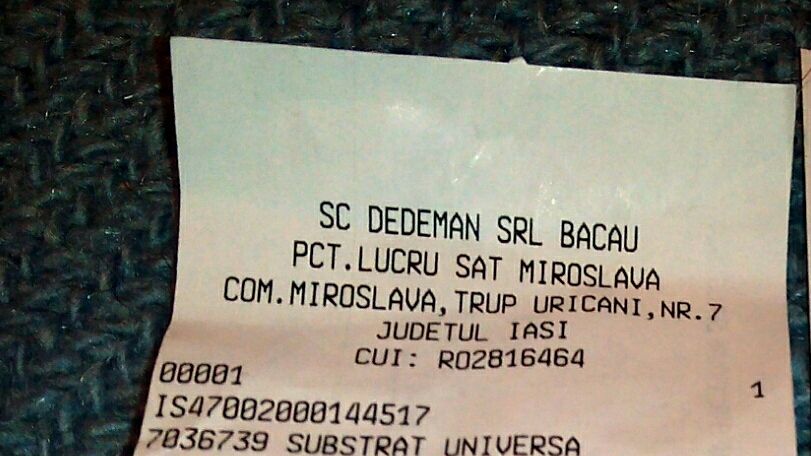 SC DEDEMAN SRL BACAU
PCT.LUCRU SAT MIROSLAVA
COM.MIROSLAVA,TRUP URICANI,NR.7
JUDETUL IASI
CUI: RO2816464
00001 1
IS47002000144517
7036739 SUBSTRAT UNIVERSA